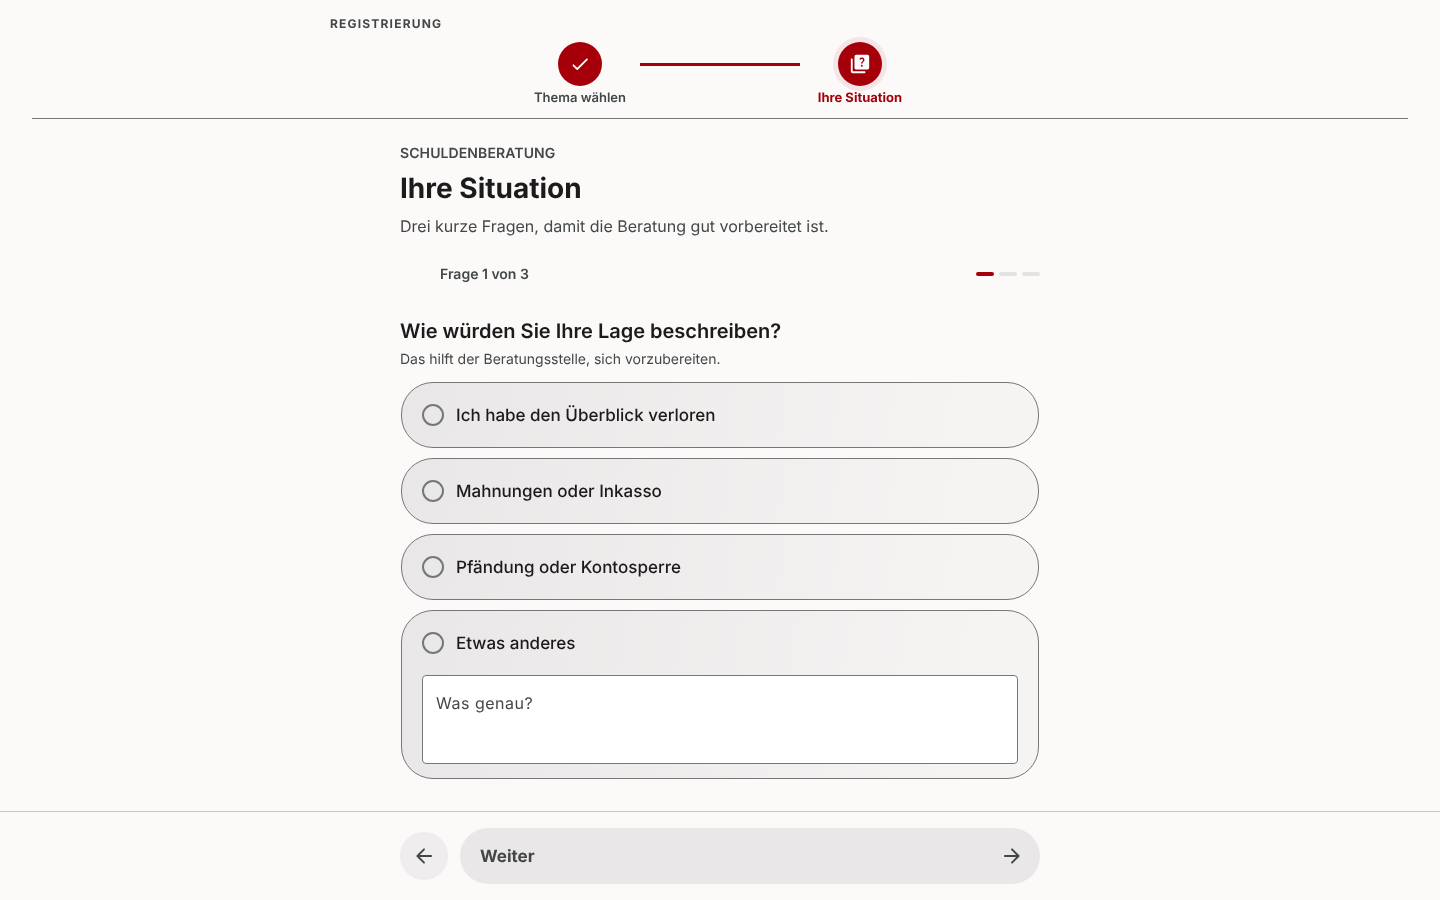 REGISTRIERUNG
Thema wählen
Ihre Situation
SCHULDENBERATUNG
Ihre Situation
Drei kurze Fragen, damit die Beratung gut vorbereitet ist.
Frage 1 von 3
Wie würden Sie Ihre Lage beschreiben?
Das hilft der Beratungsstelle, sich vorzubereiten.
Ich habe den Überblick verloren
Mahnungen oder Inkasso
Pfändung oder Kontosperre
Etwas anderes
Was genau?
Weiter